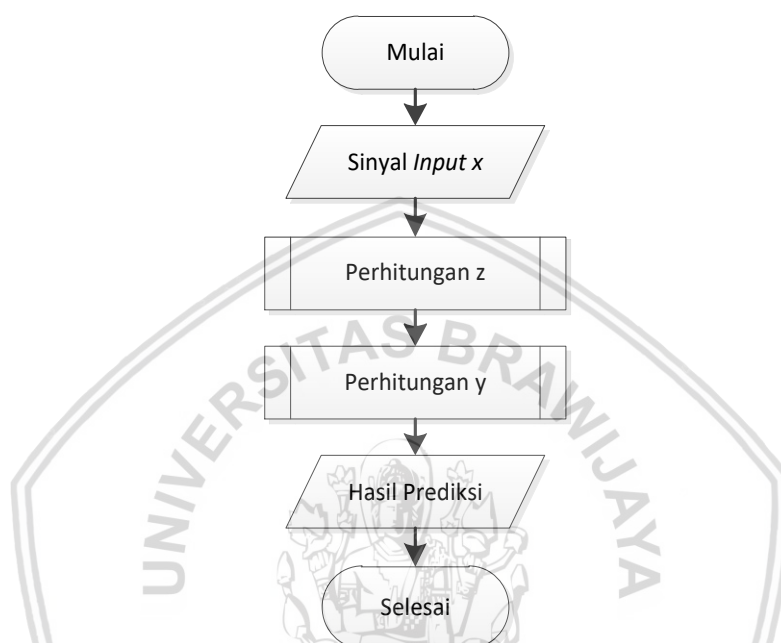 Mulai
Sinyal Input x
Perhitungan z
UNIVERSITAS BRAWIJAYA
Perhitungan y
Hasil Prediksi
Selesai